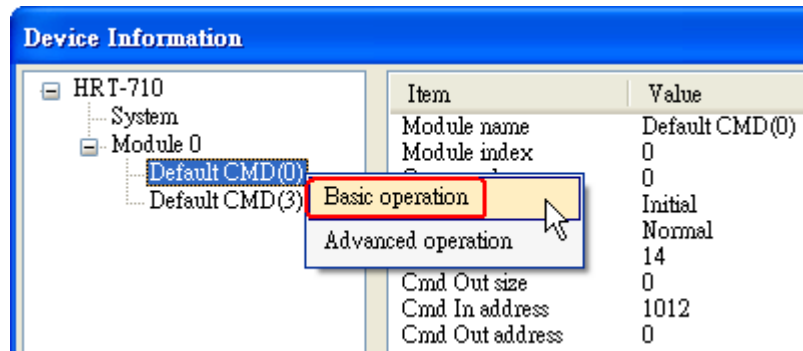 Device Information
HRT-710
System
Module 0
Default CMD(0)
Default CMD(3)
Basic operation
Advanced operation
Item Value
Module name Default CMD(0)
Module index 0
0
Initial
Normal
14
Cmd Out size 0
Cmd In address 1012
Cmd Out address 0